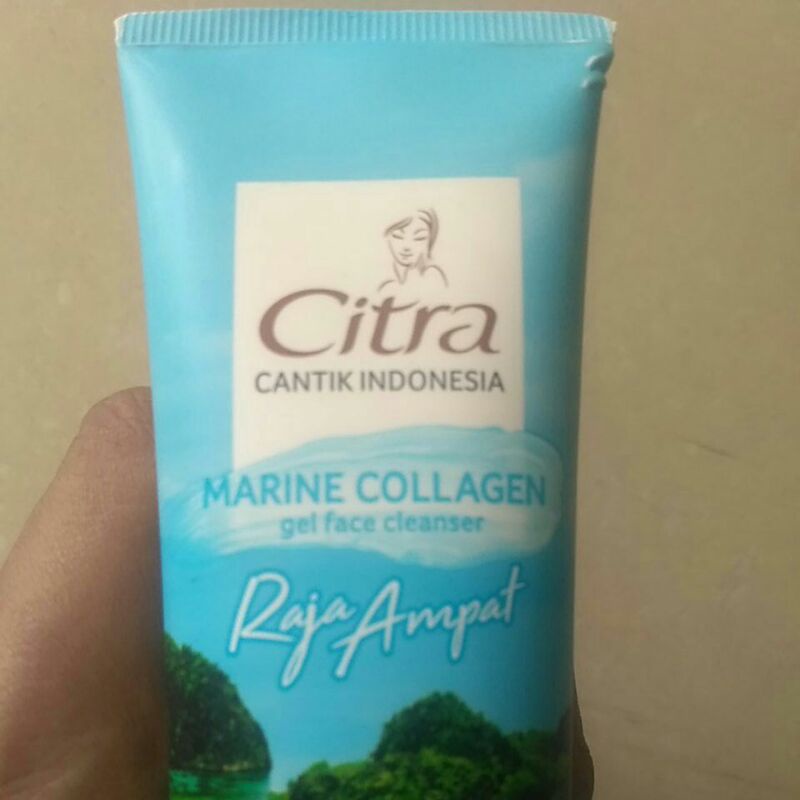 Citra
CANTIK INDONESIA
MARINE COLLAGEN
gel face cleanser
Raja Ampat